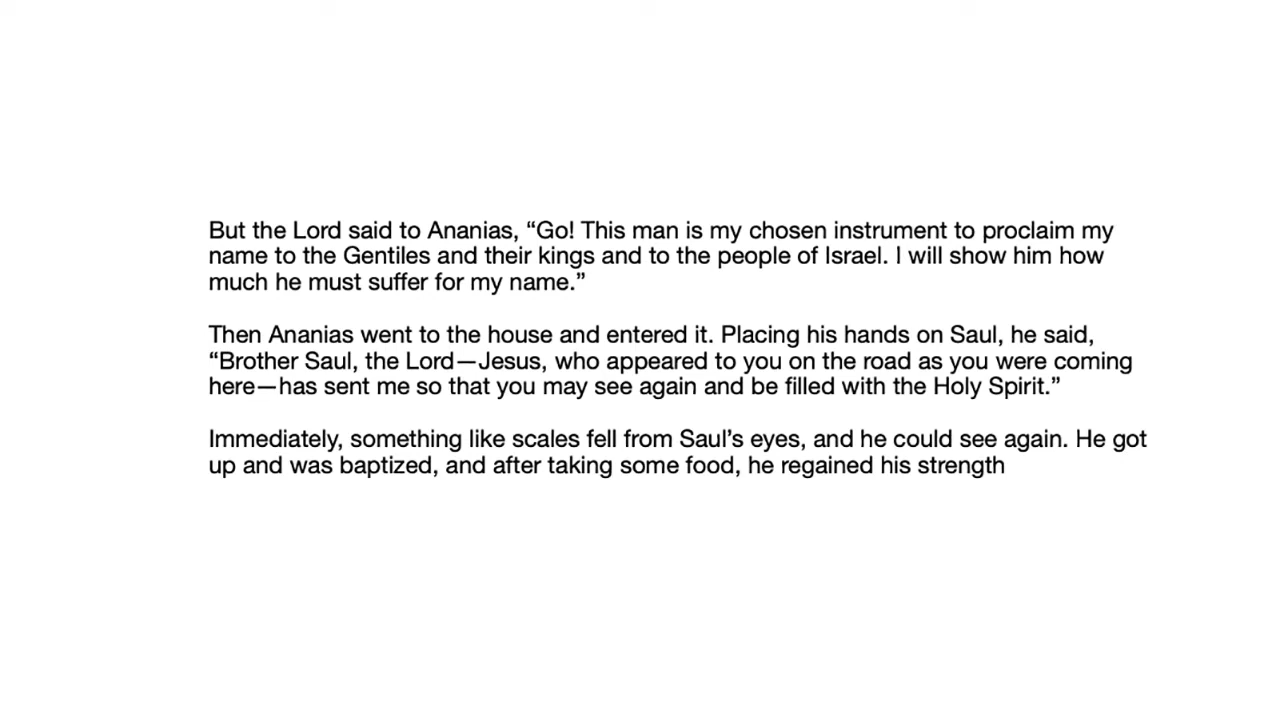 But the Lord said to Ananias, “Go! This man is my chosen instrument to proclaim my
name to the Gentiles and their kings and to the people of Israel. I will show him how
much he must suffer for my name.”
Then Ananias went to the house and entered it. Placing his hands on Saul, he said,
“Brother Saul, the Lord—Jesus, who appeared to you on the road as you were coming
here—has sent me so that you may see again and be filled with the Holy Spirit.”
Immediately, something like scales fell from Saul’s eyes, and he could see again. He got
up and was baptized, and after taking some food, he regained his strength